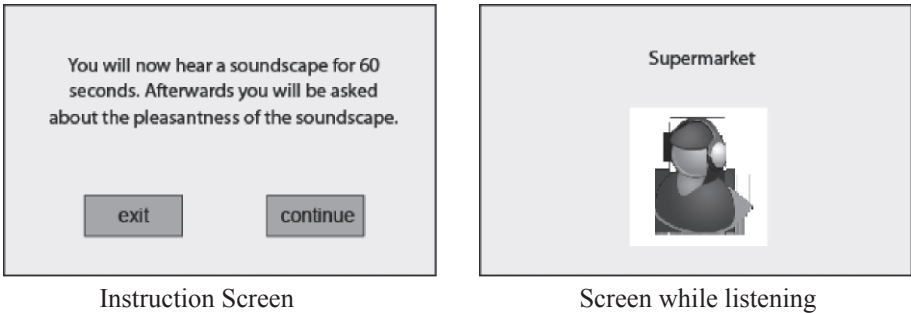 You will now hear a soundscape for 60
seconds. Afterwards you will be asked
about the pleasantness of the soundscape.
exit
continue
Instruction Screen
Supermarket
Screen while listening